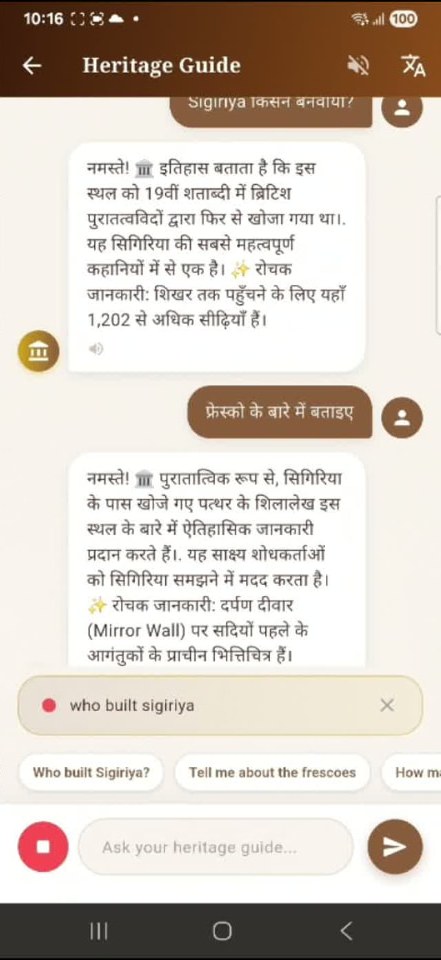 10:16
100
Heritage Guide
Sigiriya किसने बनवाया?
नमस्ते! 🏛️ इतिहास बताता है कि इस
स्थल को 19वीं शताब्दी में ब्रिटिश
पुरातत्वविदों द्वारा फिर से खोजा गया था।.
यह सिगिरिया की सबसे महत्वपूर्ण
कहानियों में से एक है। ✨ रोचक
जानकारी: शिखर तक पहुँचने के लिए यहाँ
1,202 से अधिक सीढ़ियाँ हैं।
फ्रेस्को के बारे में बताइए
नमस्ते! 🏛️ पुरातात्विक रूप से, सिगिरिया
के पास खोजे गए पत्थर के शिलालेख इस
स्थल के बारे में ऐतिहासिक जानकारी
प्रदान करते हैं।. यह साक्ष्य शोधकर्ताओं
को सिगिरिया समझने में मदद करता है।
✨ रोचक जानकारी: दर्पण दीवार
(Mirror Wall) पर सदियों पहले के
आगंतुकों के प्राचीन भित्तिचित्र हैं।
who built sigiriya
Who built Sigiriya?
Tell me about the frescoes
How
Ask your heritage guide...